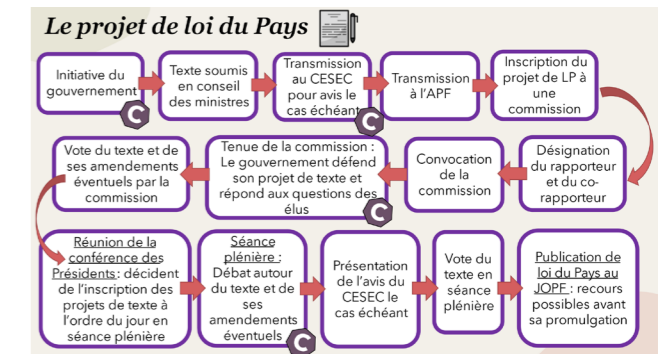 Le projet de loi du Pays
Initiative du
gouvernement
C
Texte soumis
en conseil
des ministres
Transmission
au CESEC
pour avis le
cas échéant
C
Transmission
à l'APF
Inscription du
projet de LP à
une
commission
Désignation
du rapporteur
et du co-
rapporteur
Convocation
de la
commission
Tenue de la commission :
Le gouvernement défend
son projet de texte et
répond aux questions des
élus
C
Vote du texte et de
ses amendements
éventuels par la
commission
Réunion de la
conférence des
Présidents : décident
de l'inscription des
projets de texte à
l'ordre du jour en
séance plénière
Séance
plénière :
Débat autour
du texte et de
ses
amendements
éventuels
C
Présentation
de l'avis du
CESEC le
cas échéant
Vote du
texte en
séance
plénière
Publication de
loi du Pays au
JOPF : recours
possibles avant
sa promulgation